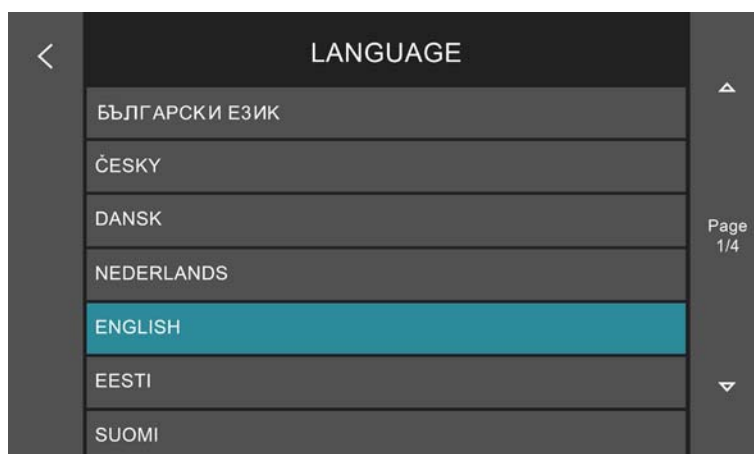 LANGUAGE
БЪЛГАРСКИ ЕЗИК
ČESKY
DANSK
NEDERLANDS
ENGLISH
EESTI
SUOMI
Page
1/4